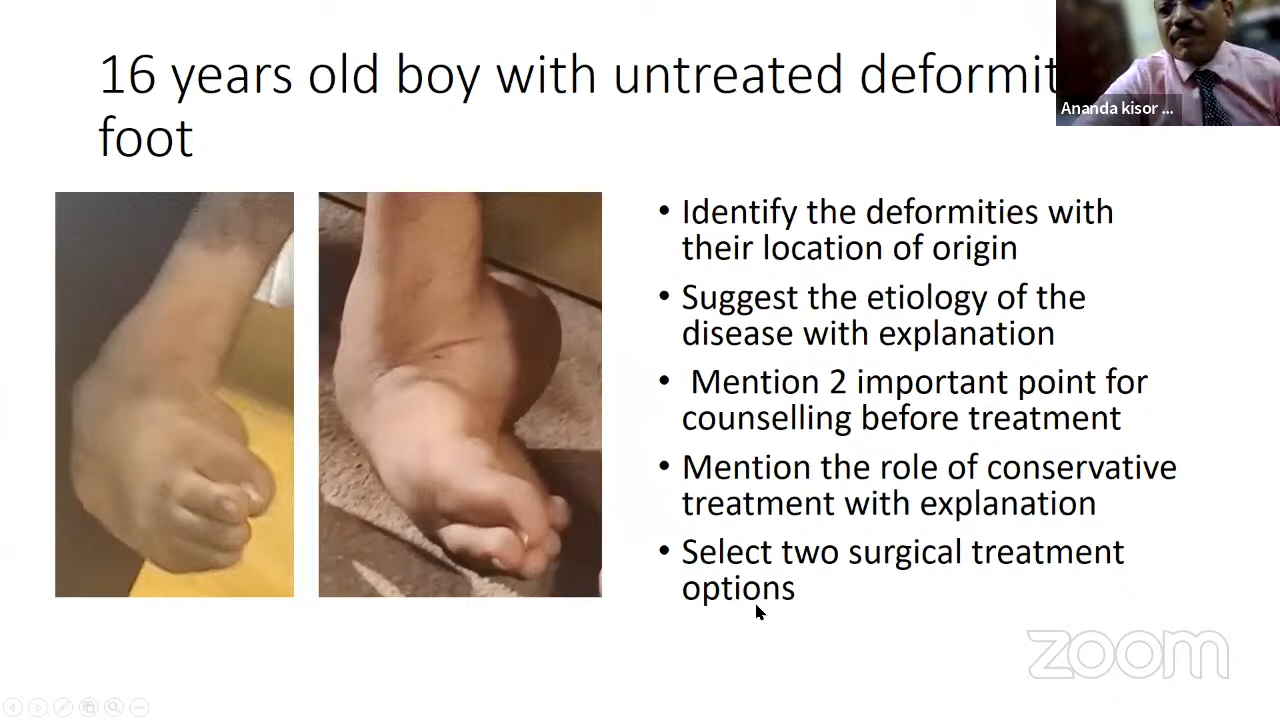 16 years old boy with untreated deformit
foot
Ananda kisor ...
• Identify the deformities with
their location of origin
• Suggest the etiology of the
disease with explanation
• Mention 2 important point for
counselling before treatment
• Mention the role of conservative
treatment with explanation
• Select two surgical treatment
options
zoom